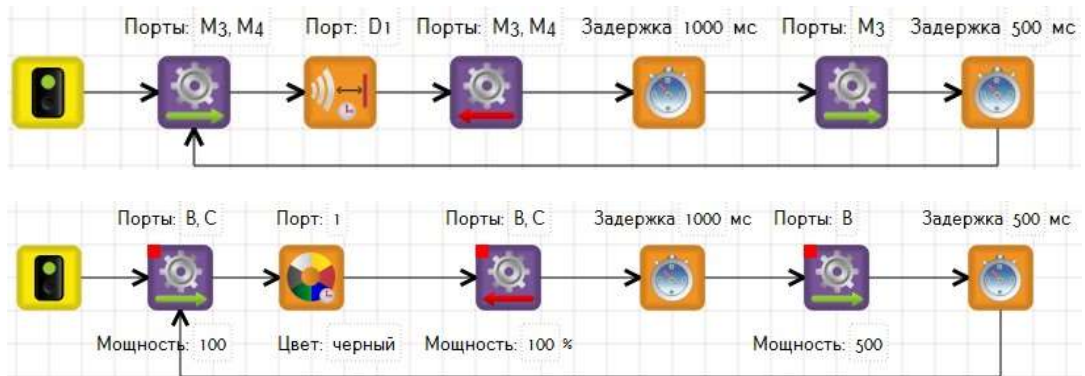 Порты: M3, M4 Порт: D1 Порты: M3, M4 Задержка 1000 мс Порты: M3 Задержка 500 мс
Порты: B, C Порт: 1 Порты: B, C Задержка 1000 мс Порты: B Задержка 500 мс
Мощность: 100 Цвет: черный Мощность: 100 % Мощность: 500